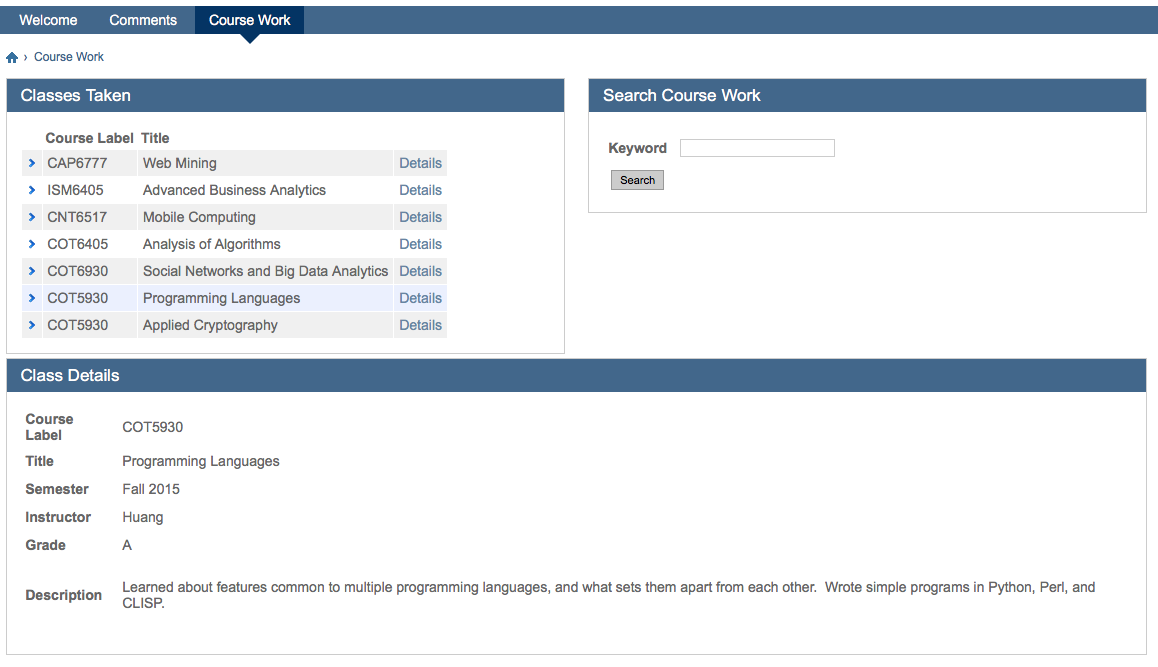 Welcome Comments Course Work
› Course Work
Classes Taken
Course Label Title
CAP6777 Web Mining Details
ISM6405 Advanced Business Analytics Details
CNT6517 Mobile Computing Details
COT6405 Analysis of Algorithms Details
COT6930 Social Networks and Big Data Analytics Details
COT5930 Programming Languages Details
COT5930 Applied Cryptography Details
Search Course Work
Keyword
Search
Class Details
Course
Label COT5930
Title Programming Languages
Semester Fall 2015
Instructor Huang
Grade A
Description Learned about features common to multiple programming languages, and what sets them apart from each other.  Wrote simple programs in Python, Perl, and
CLISP.